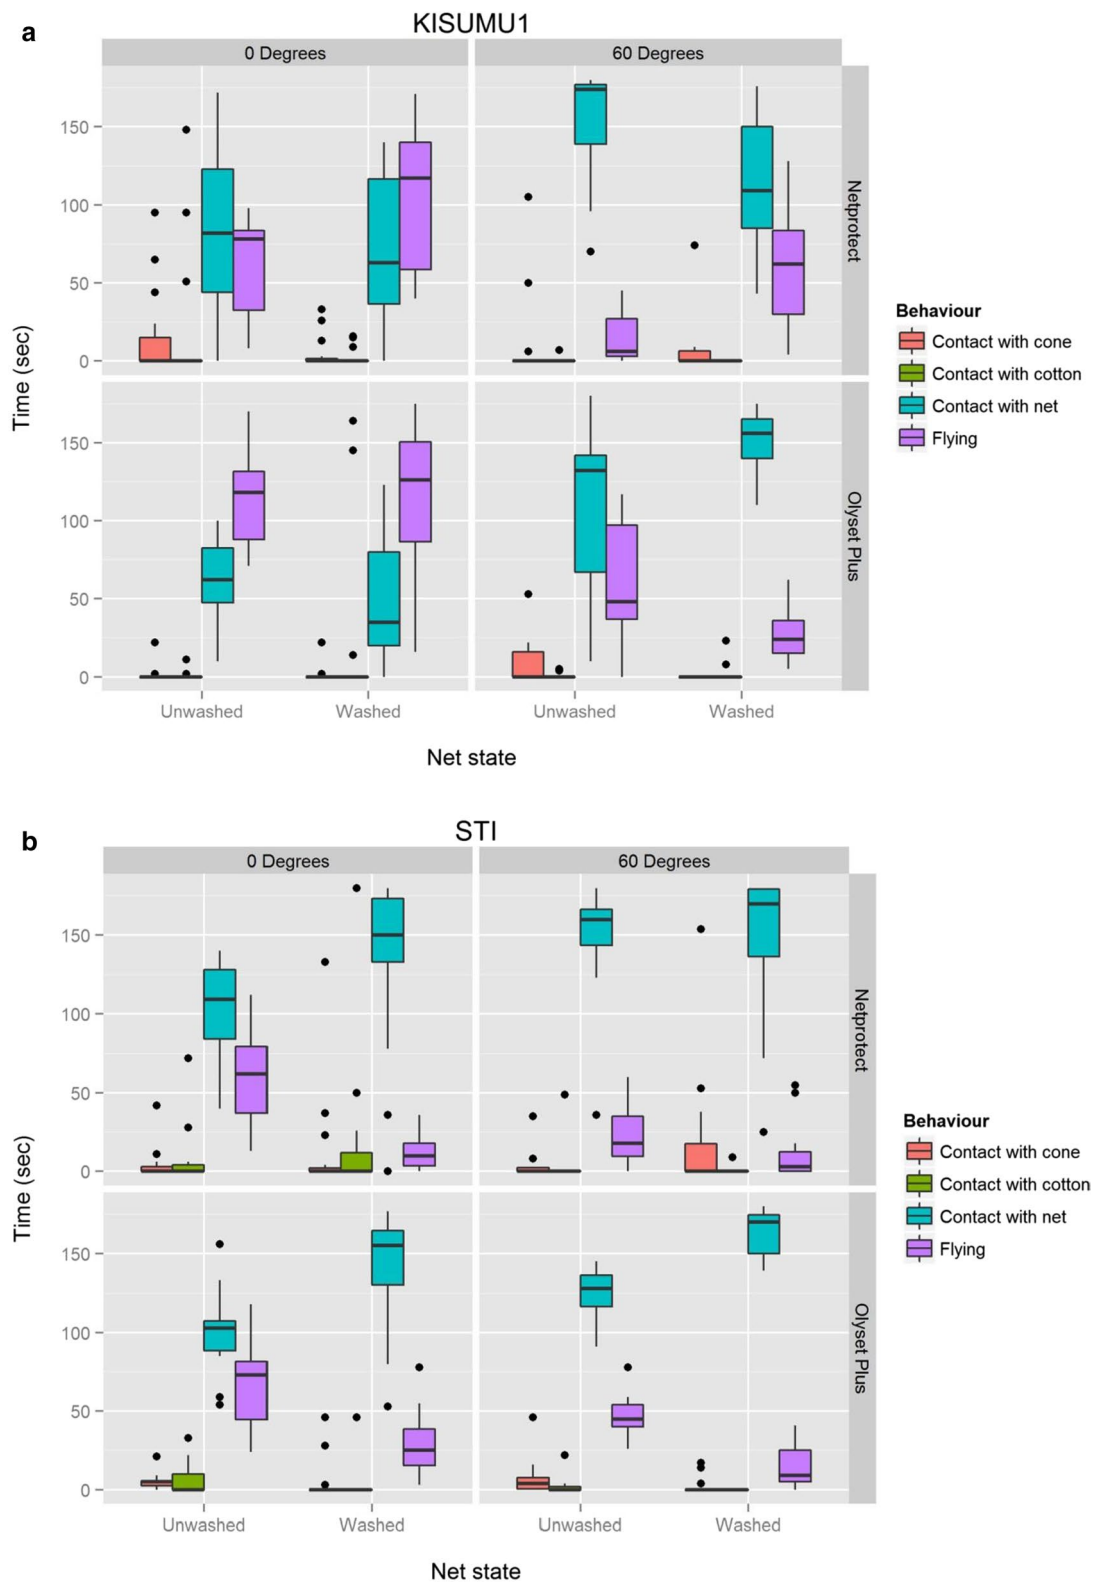 a
KISUMU1
0 Degrees
60 Degrees
Time (sec)
150
100
50
0
Netprotect
150
100
50
0
Olyset Plus
Unwashed
Washed
Unwashed
Washed
Net state
Behaviour
Contact with cone
Contact with cotton
Contact with net
Flying
b
STI
0 Degrees
60 Degrees
Time (sec)
150
100
50
0
Netprotect
150
100
50
0
Olyset Plus
Unwashed
Washed
Unwashed
Washed
Net state
Behaviour
Contact with cone
Contact with cotton
Contact with net
Flying